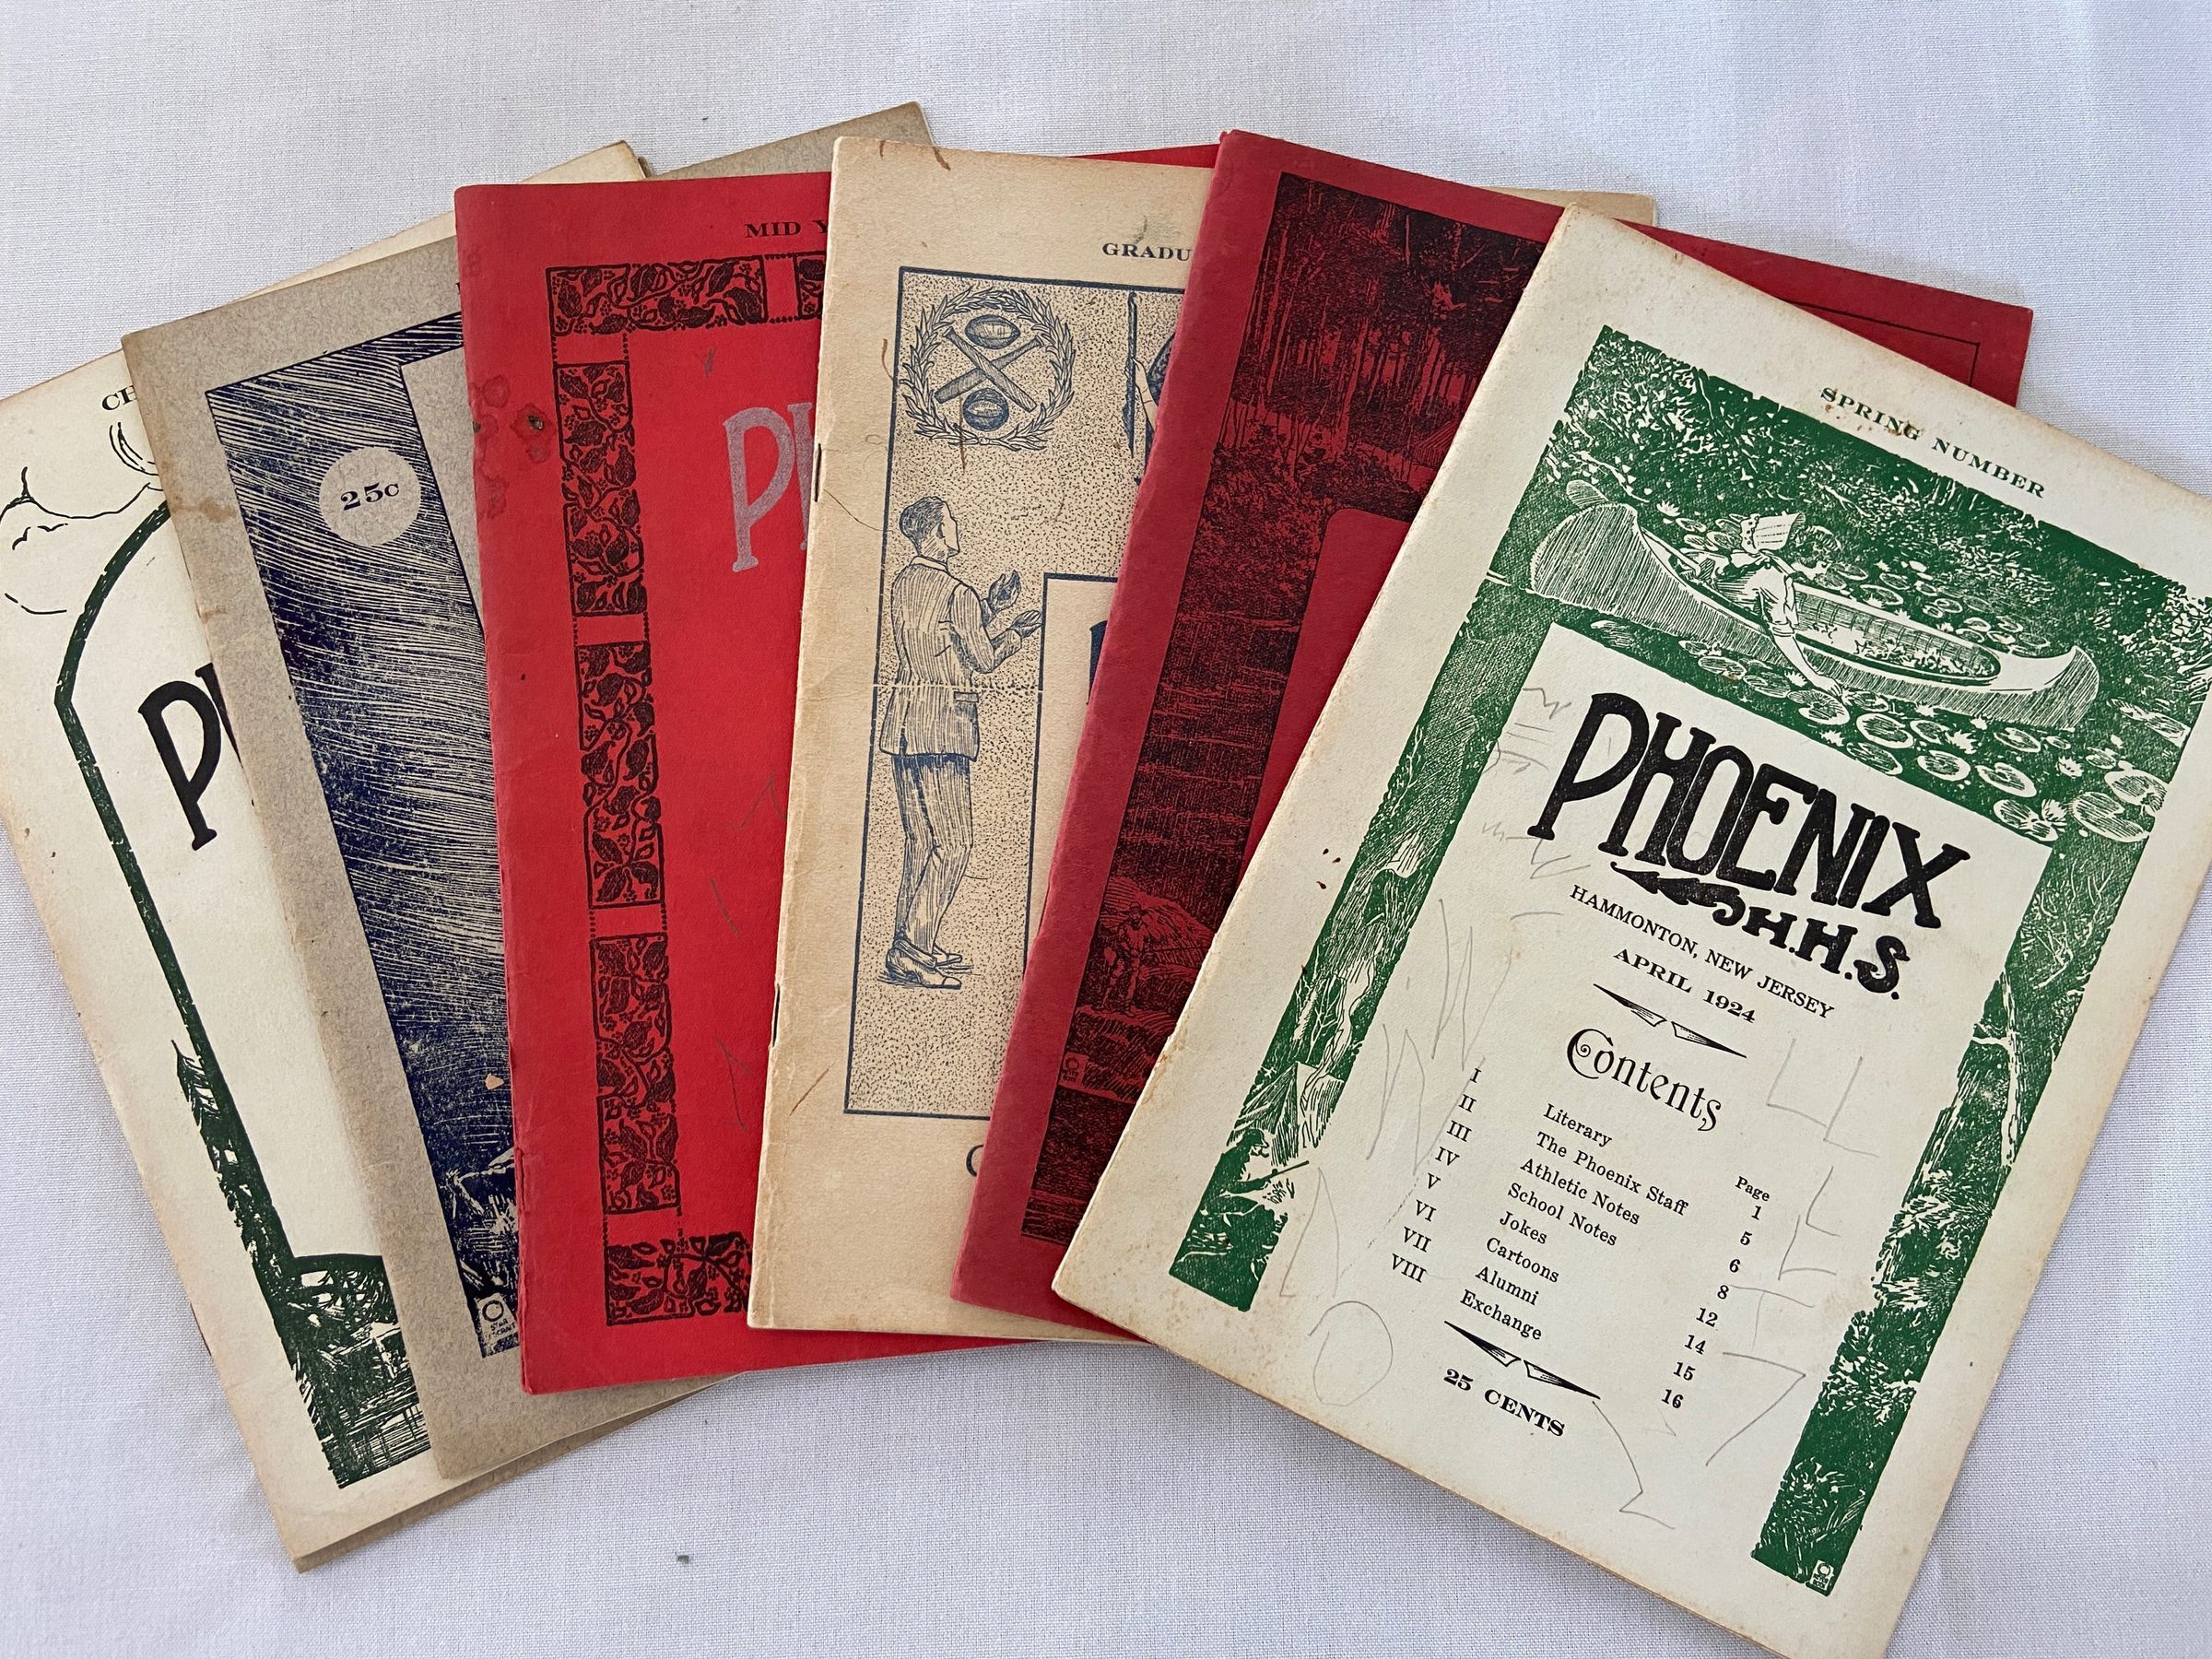 CH
P
25c
STAR
MID Y
PH
GRADU
SPRING NUMBER
PHOENIX
H.H.S.
HAMMONTON, NEW JERSEY
APRIL 1924
Contents
Page
I Literary 1
II The Phoenix Staff 5
III Athletic Notes 6
IV School Notes 8
V Jokes 12
VI Cartoons 14
VII Alumni 15
VIII Exchange 16
25 CENTS